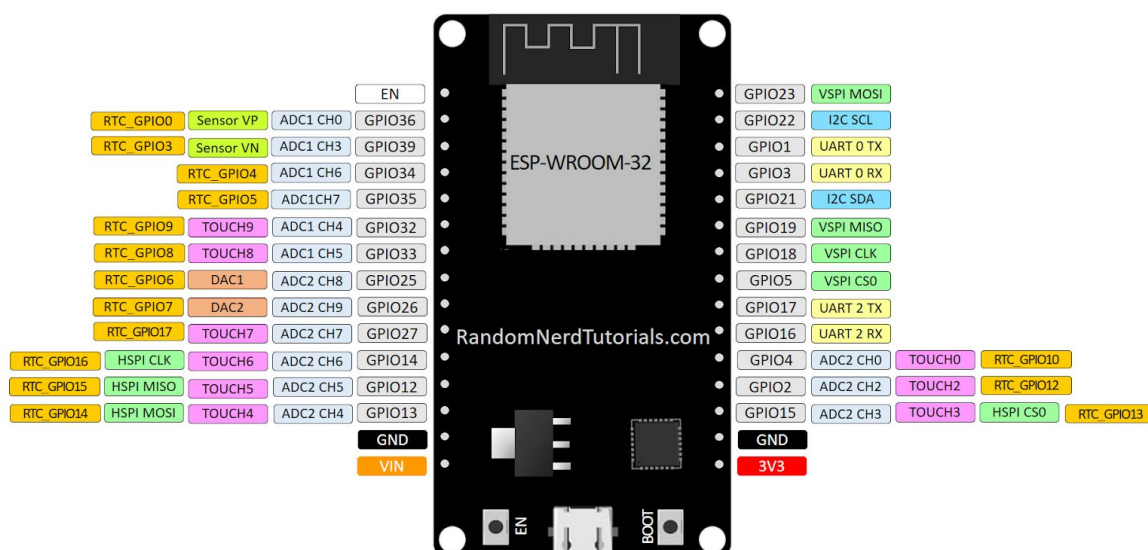 EN GPIO23 VSPI MOSI
RTC_GPIO0 Sensor VP ADC1 CH0 GPIO36 GPIO22 I2C SCL
RTC_GPIO3 Sensor VN ADC1 CH3 GPIO39 GPIO1 UART 0 TX
RTC_GPIO4 ADC1 CH6 GPIO34 ESP-WROOM-32 GPIO3 UART 0 RX
RTC_GPIO5 ADC1CH7 GPIO35 GPIO21 I2C SDA
RTC_GPIO9 TOUCH9 ADC1 CH4 GPIO32 GPIO19 VSPI MISO
RTC_GPIO8 TOUCH8 ADC1 CH5 GPIO33 GPIO18 VSPI CLK
RTC_GPIO6 DAC1 ADC2 CH8 GPIO25 GPIO5 VSPI CS0
RTC_GPIO7 DAC2 ADC2 CH9 GPIO26 GPIO17 UART 2 TX
RTC_GPIO17 TOUCH7 ADC2 CH7 GPIO27 RandomNerdTutorials.com GPIO16 UART 2 RX
RTC_GPIO16 HSPI CLK TOUCH6 ADC2 CH6 GPIO14 GPIO4 ADC2 CH0 TOUCH0 RTC_GPIO10
RTC_GPIO15 HSPI MISO TOUCH5 ADC2 CH5 GPIO12 GPIO2 ADC2 CH2 TOUCH2 RTC_GPIO12
RTC_GPIO14 HSPI MOSI TOUCH4 ADC2 CH4 GPIO13 GPIO15 ADC2 CH3 TOUCH3 HSPI CS0 RTC_GPIO13
GND GND
VIN 3V3
EN BOOT